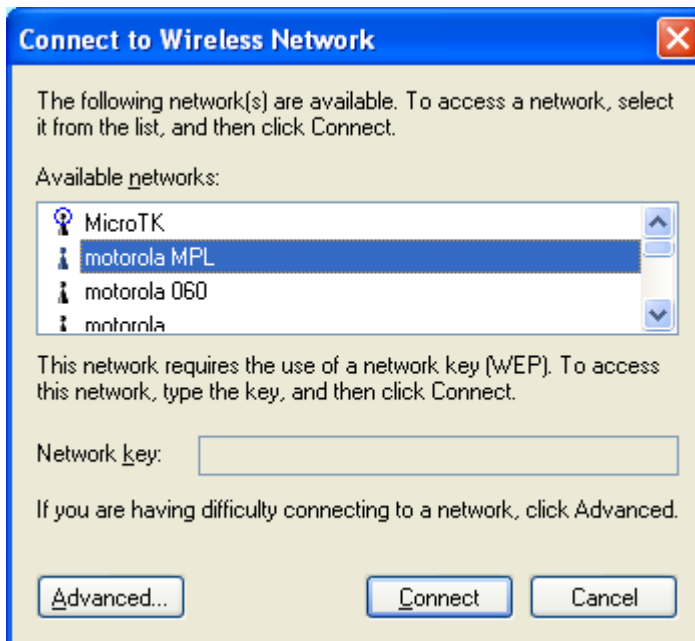 Connect to Wireless Network
The following network(s) are available. To access a network, select
it from the list, and then click Connect.
Available networks:
MicroTK
motorola MPL
motorola 060
motorola
This network requires the use of a network key (WEP). To access
this network, type the key, and then click Connect.
Network key:
If you are having difficulty connecting to a network, click Advanced.
Advanced... Connect Cancel